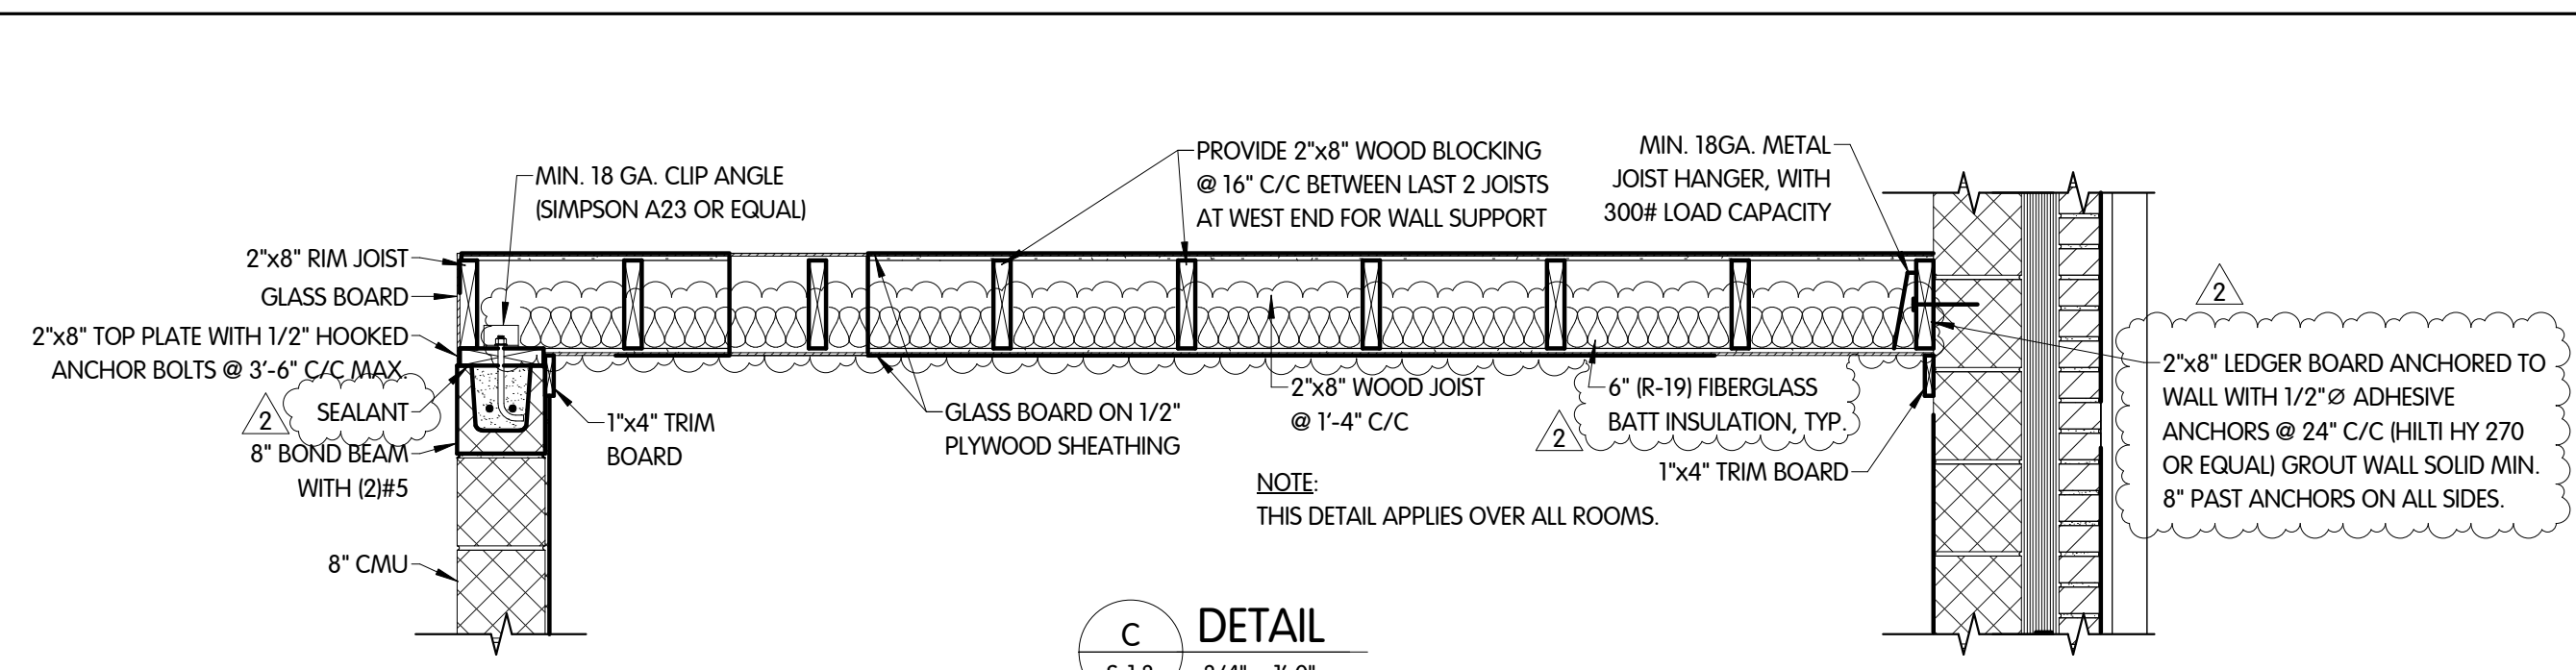 MIN. 18 GA. CLIP ANGLE
(SIMPSON A23 OR EQUAL)
PROVIDE 2"x8" WOOD BLOCKING
@ 16" C/C BETWEEN LAST 2 JOISTS
AT WEST END FOR WALL SUPPORT
MIN. 18GA. METAL
JOIST HANGER, WITH
300# LOAD CAPACITY
2"x8" RIM JOIST
GLASS BOARD
2"x8" TOP PLATE WITH 1/2" HOOKED
ANCHOR BOLTS @ 3'-6" C/C MAX.
2
SEALANT
8" BOND BEAM
WITH (2)#5
8" CMU
1"x4" TRIM
BOARD
GLASS BOARD ON 1/2"
PLYWOOD SHEATHING
2"x8" WOOD JOIST
@ 1'-4" C/C
2
6" (R-19) FIBERGLASS
BATT INSULATION, TYP.
1"x4" TRIM BOARD
NOTE:
THIS DETAIL APPLIES OVER ALL ROOMS.
2
2"x8" LEDGER BOARD ANCHORED TO
WALL WITH 1/2"Ø ADHESIVE
ANCHORS @ 24" C/C (HILTI HY 270
OR EQUAL) GROUT WALL SOLID MIN.
8" PAST ANCHORS ON ALL SIDES.
C
DETAIL